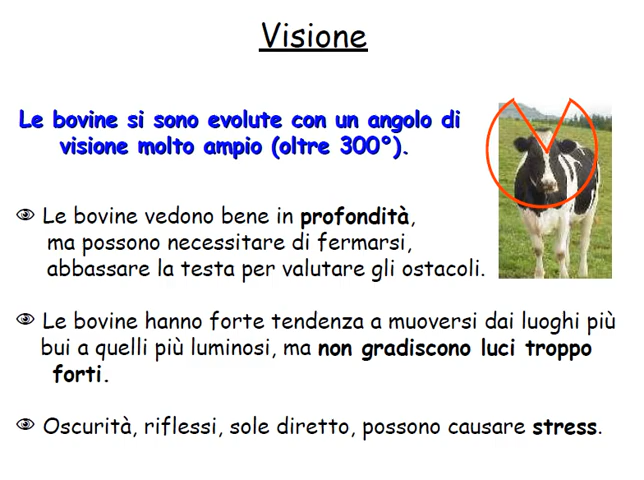 Visione
Le bovine si sono evolute con un angolo di
visione molto ampio (oltre 300°).
Le bovine vedono bene in profondità,
ma possono necessitare di fermarsi,
abbassare la testa per valutare gli ostacoli.
Le bovine hanno forte tendenza a muoversi dai luoghi più
bui a quelli più luminosi, ma non gradiscono luci troppo
forti.
Oscurità, riflessi, sole diretto, possono causare stress.